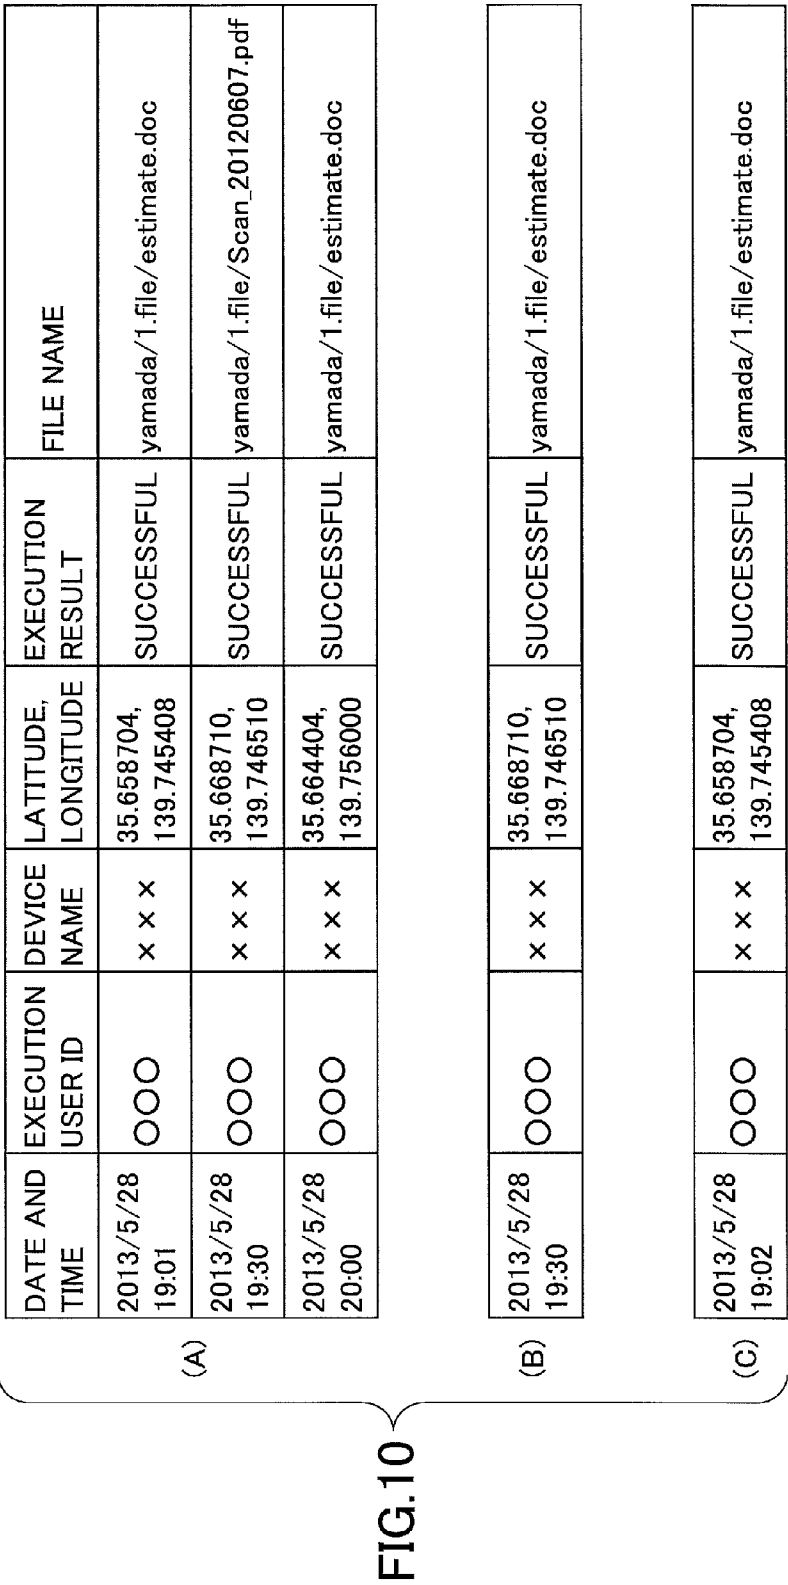 FIG.10
(A)
DATE AND TIME | EXECUTION USER ID | DEVICE NAME | LATITUDE, LONGITUDE | EXECUTION RESULT | FILE NAME
2013/5/28 19:01 | ○○○ | ××× | 35.658704, 139.745408 | SUCCESSFUL | yamada/1.file/estimate.doc
2013/5/28 19:30 | ○○○ | ××× | 35.668710, 139.746510 | SUCCESSFUL | yamada/1.file/Scan_20120607.pdf
2013/5/28 20:00 | ○○○ | ××× | 35.664404, 139.756000 | SUCCESSFUL | yamada/1.file/estimate.doc
(B)
2013/5/28 19:30 | ○○○ | ××× | 35.668710, 139.746510 | SUCCESSFUL | yamada/1.file/estimate.doc
(C)
2013/5/28 19:02 | ○○○ | ××× | 35.658704, 139.745408 | SUCCESSFUL | yamada/1.file/estimate.doc